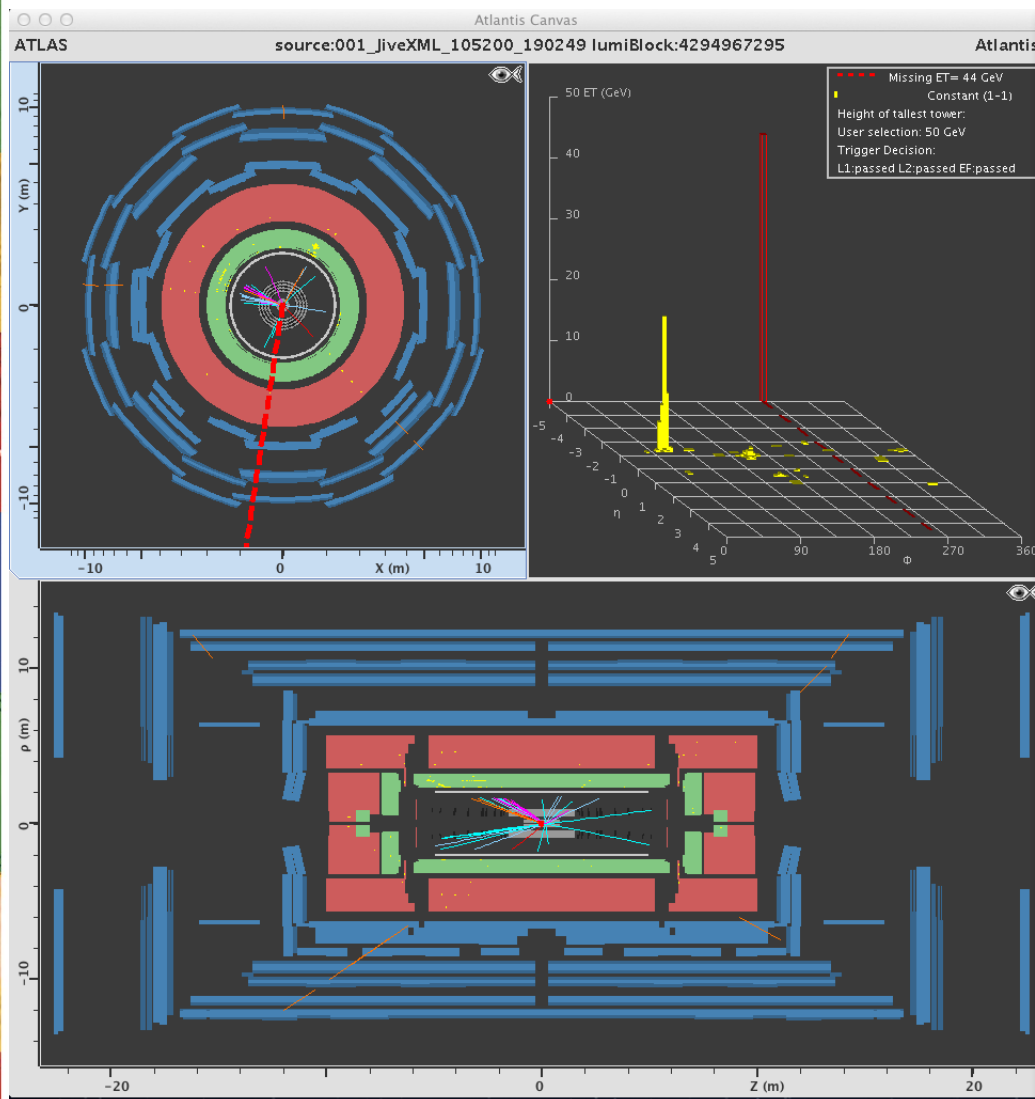 Atlantis Canvas
ATLAS source:001_JiveXML_105200_190249 lumiBlock:4294967295 Atlantis
10
Y (m)
0
-10
-10 0 X (m) 10
50 ET (GeV)
40
30
20
10
0
-5
-4
-3
-2
-1
0
η
1
2
3
4
5
0 90 180 270 360
Φ
Missing ET= 44 GeV
Constant (1-1)
Height of tallest tower:
User selection: 50 GeV
Trigger Decision:
L1:passed L2:passed EF:passed
10
ρ (m)
0
-10
-20 0 Z (m) 20